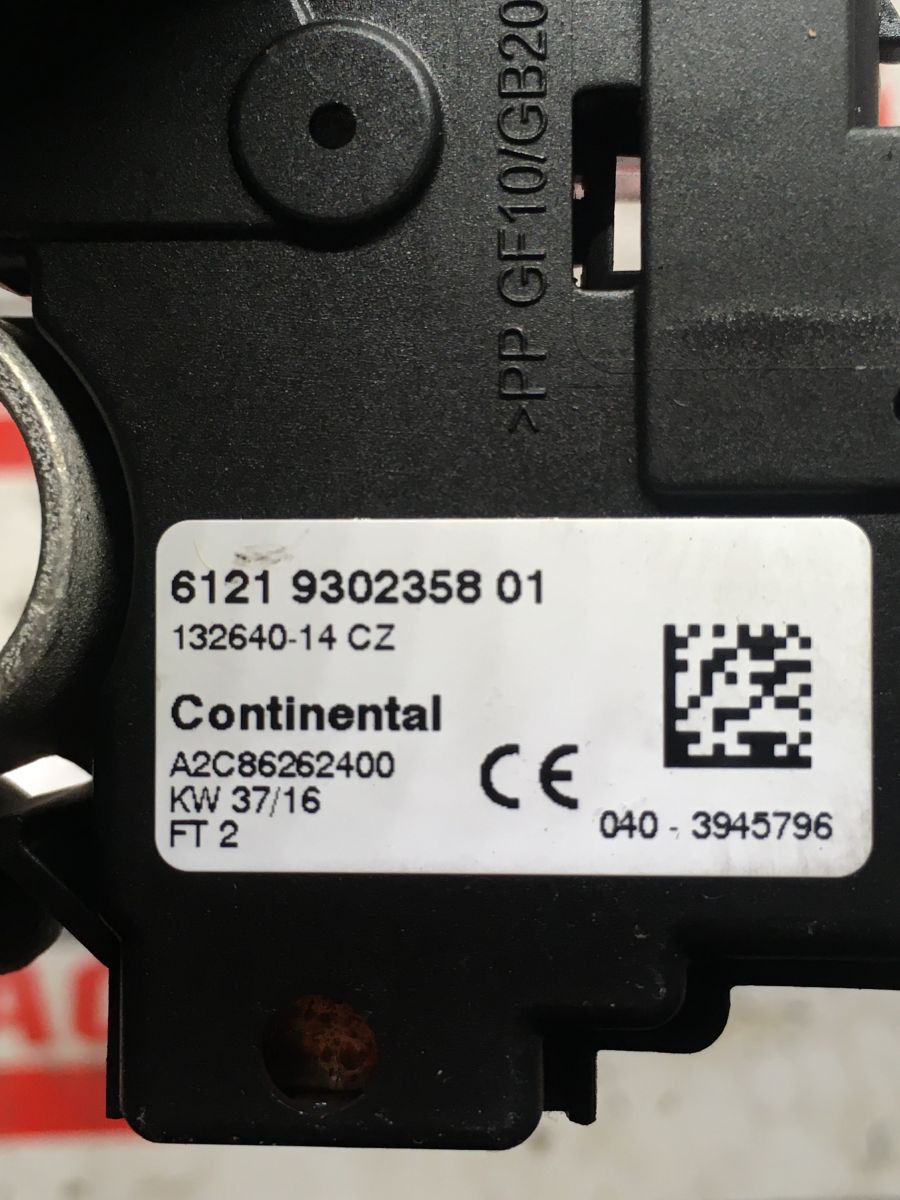 >PP GF10/GB20
6121 9302358 01
132640-14 CZ
Continental
A2C86262400
KW 37/16
FT 2
CE
040 - 3945796